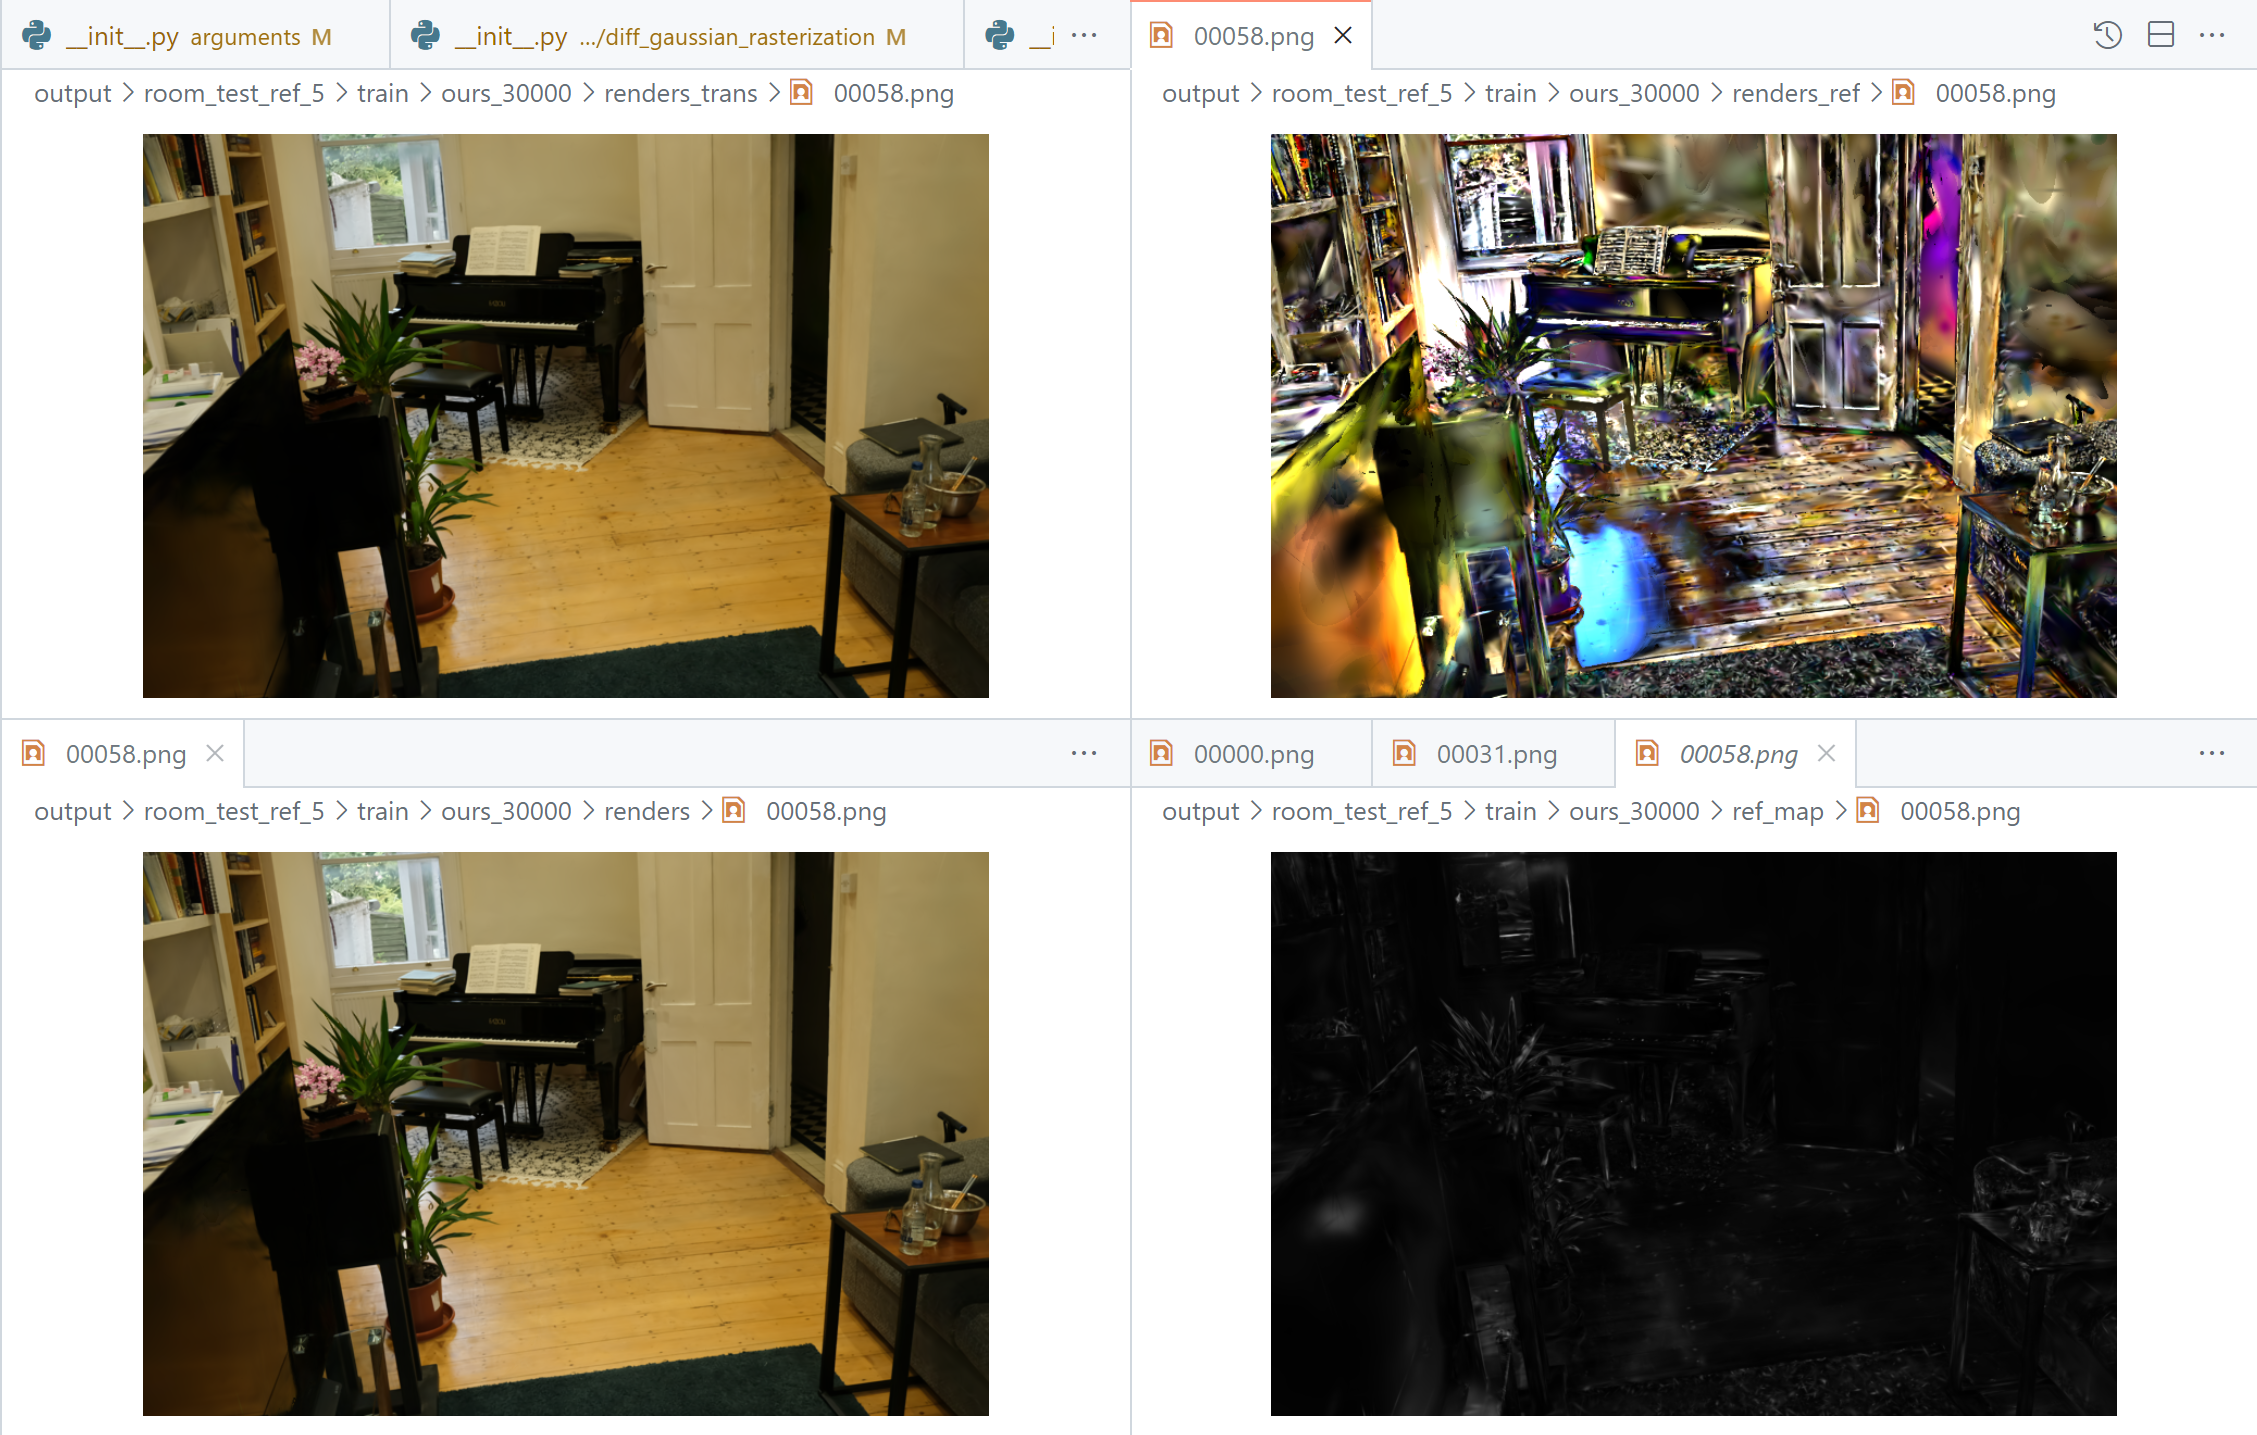 __init__.py arguments M
__init__.py .../diff_gaussian_rasterization M
__i ...
00058.png
output > room_test_ref_5 > train > ours_30000 > renders_trans > 00058.png
output > room_test_ref_5 > train > ours_30000 > renders_ref > 00058.png
00058.png
00000.png
00031.png
00058.png
output > room_test_ref_5 > train > ours_30000 > renders > 00058.png
output > room_test_ref_5 > train > ours_30000 > ref_map > 00058.png